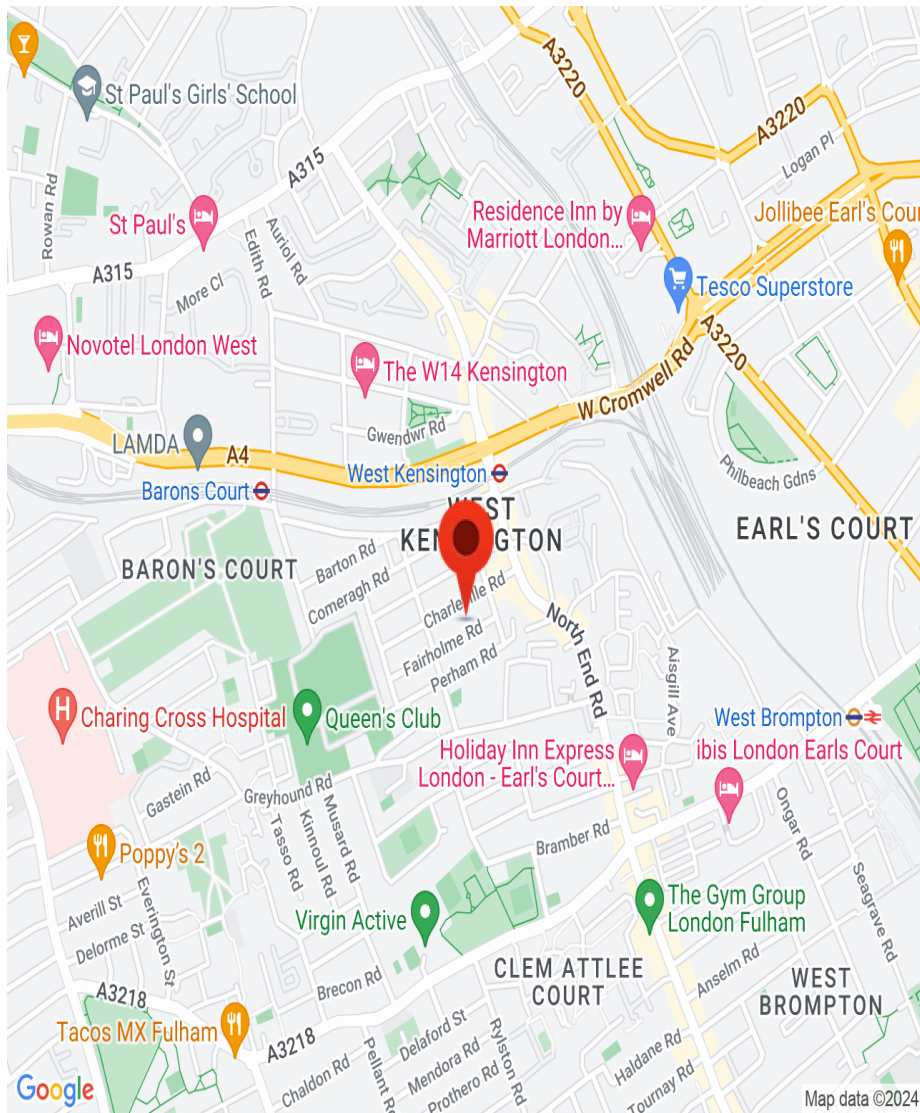 A3220
St Paul's Girls' School
A3220
Logan Pl
A315
Rowan Rd
St Paul's
Residence Inn by
Marriott London...
Jollibee Earl's Cour
Edith Rd
Auriol Rd
A315
More Cl
Tesco Superstore
Novotel London West
A3220
The W14 Kensington
W Cromwell Rd
Gwendwr Rd
LAMDA
A4
West Kensington
Philbeach Gdns
Barons Court
WEST
EARL'S COURT
BARON'S COURT
Barton Rd
Comeragh Rd
Fairholme Rd
Perham Rd
North End Rd
Aisgill Ave
H
Charing Cross Hospital
Queen's Club
West Brompton
Holiday Inn Express
London - Earl's Court...
ibis London Earls Court
Gastein Rd
Greyhound Rd
Tasso Rd
Kinnoul Rd
Musard Rd
Bramber Rd
Ongar Rd
Seagrave Rd
Poppy's 2
Averill St
Everington St
Delorme St
Virgin Active
The Gym Group
London Fulham
CLEM ATTLEE
COURT
Anselm Rd
WEST
BROMPTON
Brecon Rd
A3218
Tacos MX Fulham
A3218
Chaldon Rd
Pellant Rd
Delaford St
Mendora Rd
Prothero Rd
Rylston Rd
Haldane Rd
Tournay Rd
Google
Map data ©2024